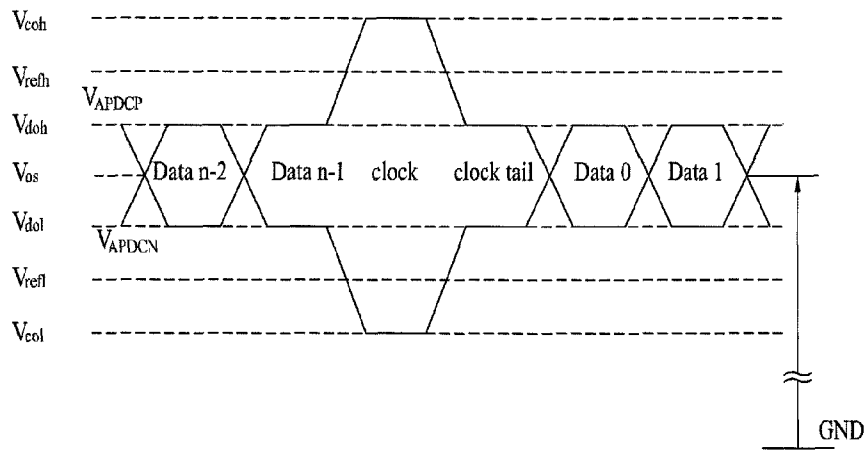 Vcoh
Vrefh
VAPDCP
Vdoh
Vos
Data n-2 Data n-1 clock clock tail Data 0 Data 1
Vdol
VAPDCN
Vrefl
Vcol
GND